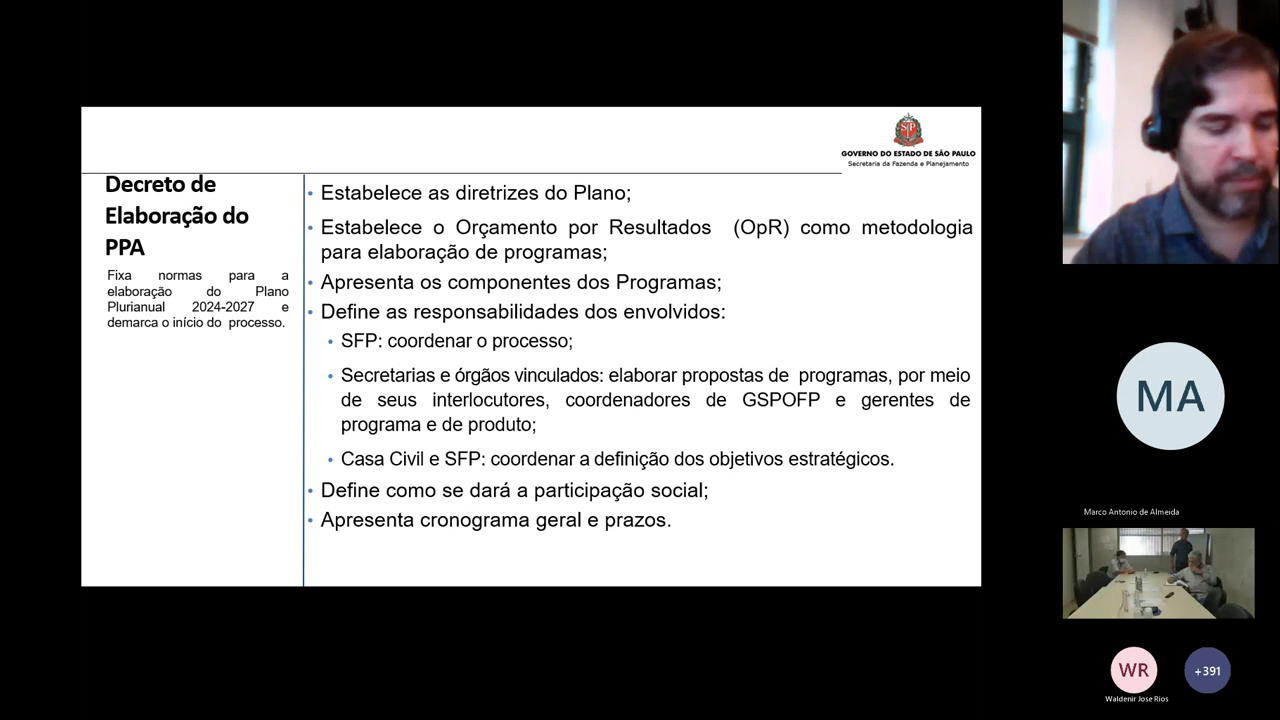 GOVERNO DO ESTADO DE SÃO PAULO
Secretaria da Fazenda e Planejamento
Decreto de
Elaboração do
PPA
Fixa normas para a
elaboração do Plano
Plurianual 2024-2027 e
demarca o início do processo.
• Estabelece as diretrizes do Plano;
• Estabelece o Orçamento por Resultados (OpR) como metodologia
para elaboração de programas;
• Apresenta os componentes dos Programas;
• Define as responsabilidades dos envolvidos:
• SFP: coordenar o processo;
• Secretarias e órgãos vinculados: elaborar propostas de programas, por meio
de seus interlocutores, coordenadores de GSPOFP e gerentes de
programa e de produto;
• Casa Civil e SFP: coordenar a definição dos objetivos estratégicos.
• Define como se dará a participação social;
• Apresenta cronograma geral e prazos.
MA
Marco Antonio de Almeida
WR
+391
Waldenir Jose Rios